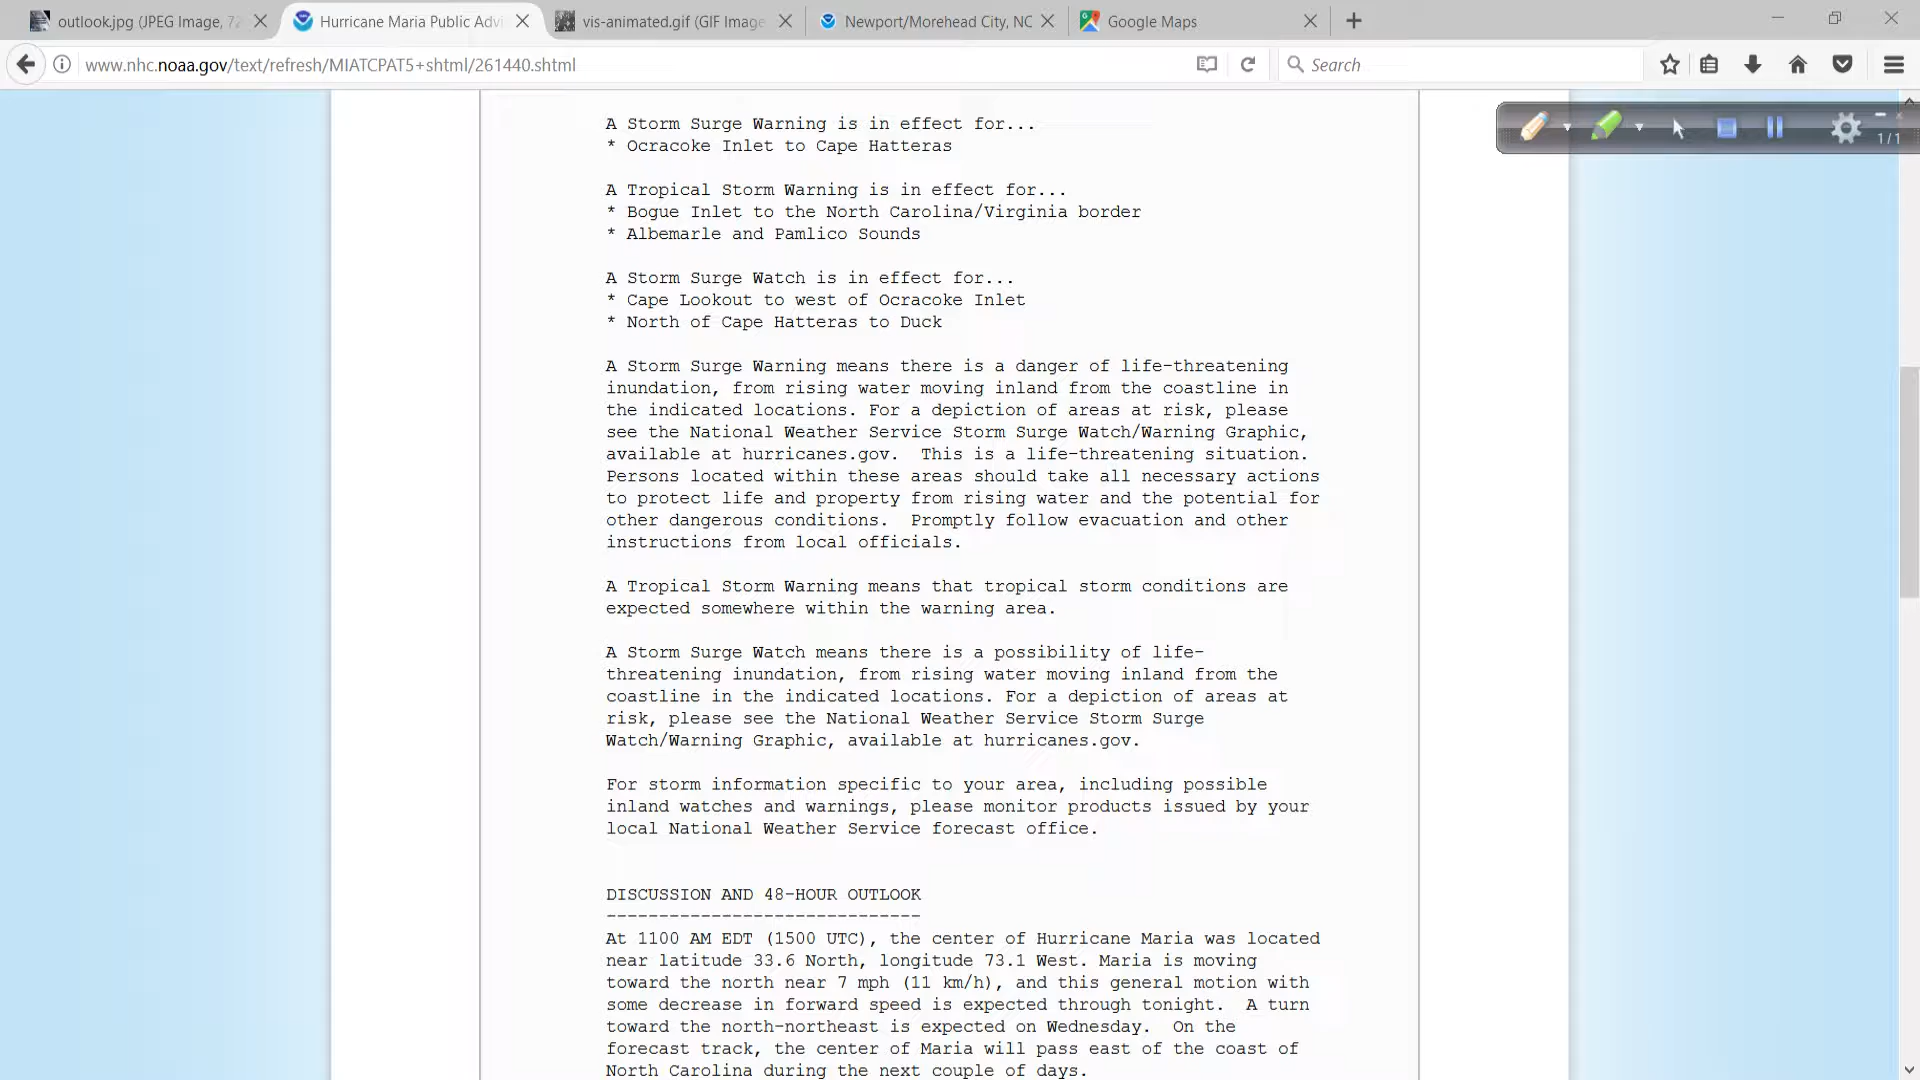 outlook.jpg (JPEG Image, 72
Hurricane Maria Public Advi
vis-animated.gif (GIF Image
Newport/Morehead City, NC
Google Maps
www.nhc.noaa.gov/text/refresh/MIATCPAT5+shtml/261440.shtml
Search
1/1
A Storm Surge Warning is in effect for...
* Ocracoke Inlet to Cape Hatteras
A Tropical Storm Warning is in effect for...
* Bogue Inlet to the North Carolina/Virginia border
* Albemarle and Pamlico Sounds
A Storm Surge Watch is in effect for...
* Cape Lookout to west of Ocracoke Inlet
* North of Cape Hatteras to Duck
A Storm Surge Warning means there is a danger of life-threatening
inundation, from rising water moving inland from the coastline in
the indicated locations. For a depiction of areas at risk, please
see the National Weather Service Storm Surge Watch/Warning Graphic,
available at hurricanes.gov.  This is a life-threatening situation.
Persons located within these areas should take all necessary actions
to protect life and property from rising water and the potential for
other dangerous conditions.  Promptly follow evacuation and other
instructions from local officials.
A Tropical Storm Warning means that tropical storm conditions are
expected somewhere within the warning area.
A Storm Surge Watch means there is a possibility of life-
threatening inundation, from rising water moving inland from the
coastline in the indicated locations. For a depiction of areas at
risk, please see the National Weather Service Storm Surge
Watch/Warning Graphic, available at hurricanes.gov.
For storm information specific to your area, including possible
inland watches and warnings, please monitor products issued by your
local National Weather Service forecast office.
DISCUSSION AND 48-HOUR OUTLOOK
------------------------------
At 1100 AM EDT (1500 UTC), the center of Hurricane Maria was located
near latitude 33.6 North, longitude 73.1 West. Maria is moving
toward the north near 7 mph (11 km/h), and this general motion with
some decrease in forward speed is expected through tonight.  A turn
toward the north-northeast is expected on Wednesday.  On the
forecast track, the center of Maria will pass east of the coast of
North Carolina during the next couple of days.